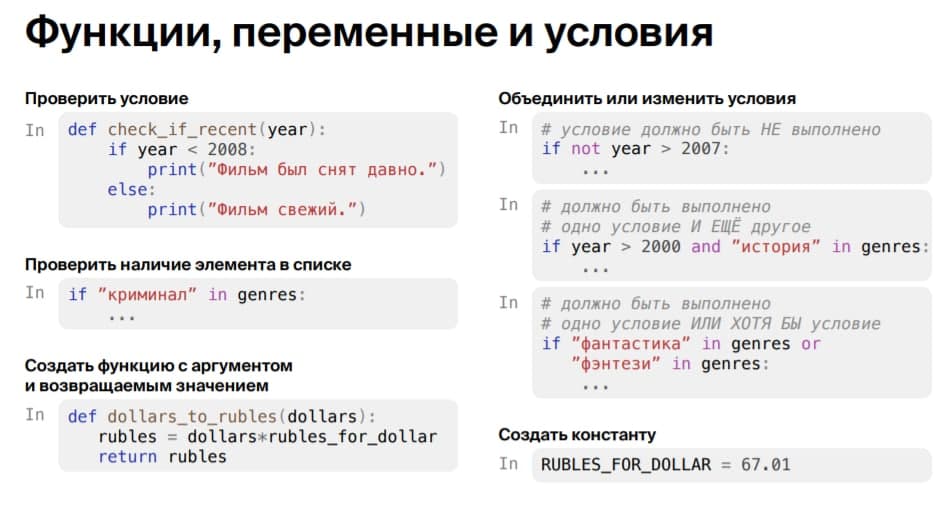 Функции, переменные и условия
Проверить условие
In
def check_if_recent(year):
    if year < 2008:
        print(”Фильм был снят давно.”)
    else:
        print(”Фильм свежий.”)
Проверить наличие элемента в списке
In
if ”криминал” in genres:
    ...
Создать функцию с аргументом
и возвращаемым значением
In
def dollars_to_rubles(dollars):
   rubles = dollars*rubles_for_dollar
   return rubles
Объединить или изменить условия
In
# условие должно быть НЕ выполнено
if not year > 2007:
    ...
In
# должно быть выполнено
# одно условие И ЕЩЁ другое
if year > 2000 and ”история” in genres:
    ...
In
# должно быть выполнено
# одно условие ИЛИ ХОТЯ БЫ условие
if ”фантастика” in genres or
   ”фэнтези” in genres:
    ...
Создать константу
In
RUBLES_FOR_DOLLAR = 67.01